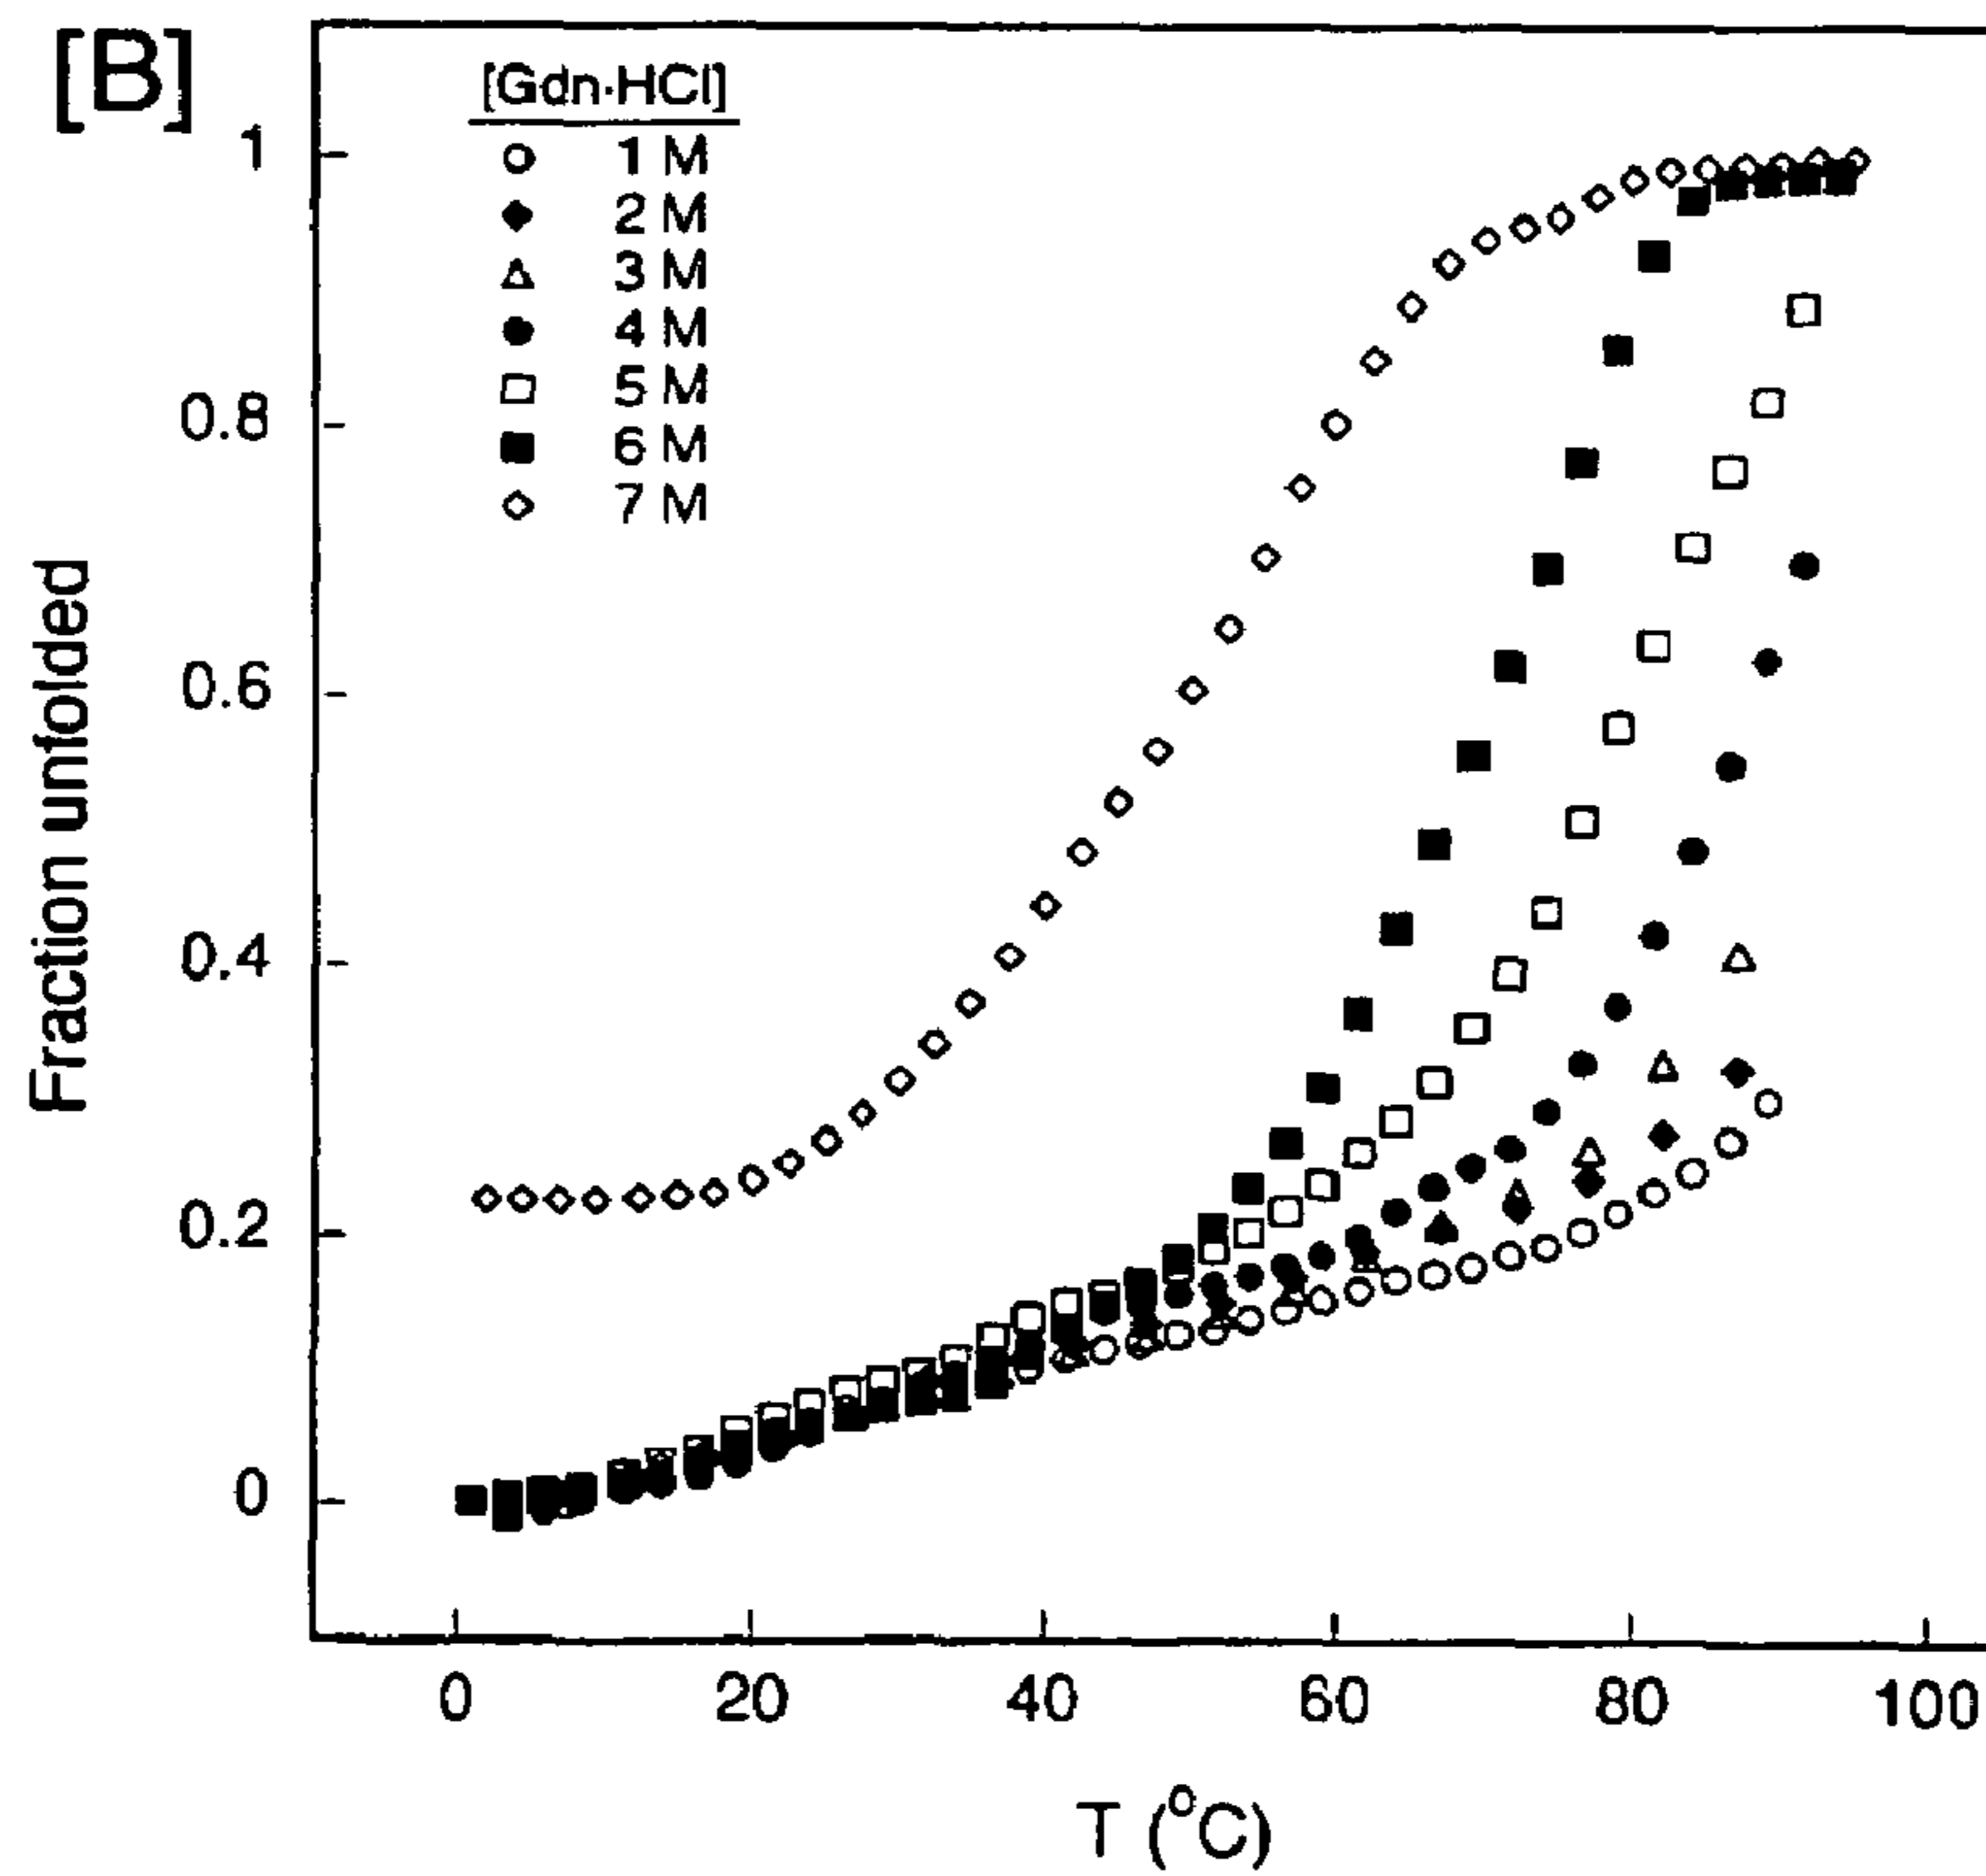 [B]
[Gdn·HCl]
1 M
2 M
3 M
4 M
5 M
6 M
7 M
1
0.8
0.6
0.4
0.2
0
Fraction unfolded
0 20 40 60 80 100
T (°C)